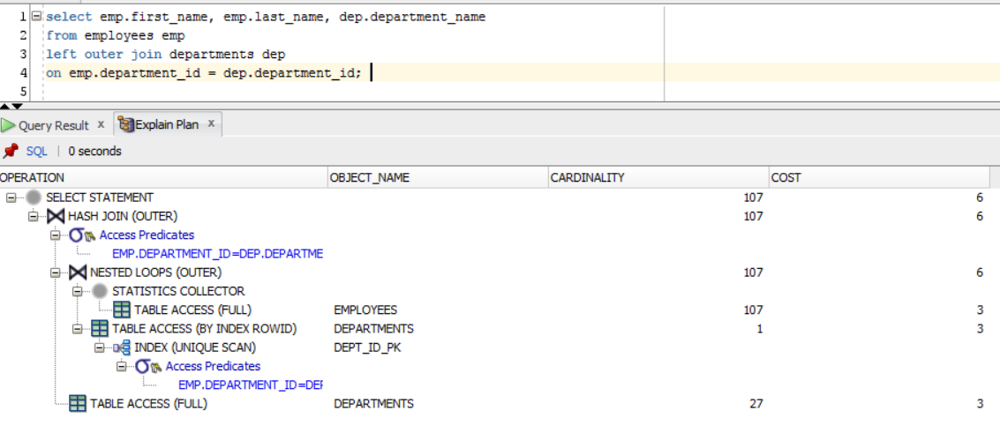 1 select emp.first_name, emp.last_name, dep.department_name
2 from employees emp
3 left outer join departments dep
4 on emp.department_id = dep.department_id;
5
Query Result x Explain Plan x
SQL | 0 seconds
OPERATION OBJECT_NAME CARDINALITY COST
SELECT STATEMENT 107 6
HASH JOIN (OUTER) 107 6
Access Predicates
EMP.DEPARTMENT_ID=DEP.DEPARTME
NESTED LOOPS (OUTER) 107 6
STATISTICS COLLECTOR
TABLE ACCESS (FULL) EMPLOYEES 107 3
TABLE ACCESS (BY INDEX ROWID) DEPARTMENTS 1 3
INDEX (UNIQUE SCAN) DEPT_ID_PK
Access Predicates
EMP.DEPARTMENT_ID=DEP
TABLE ACCESS (FULL) DEPARTMENTS 27 3